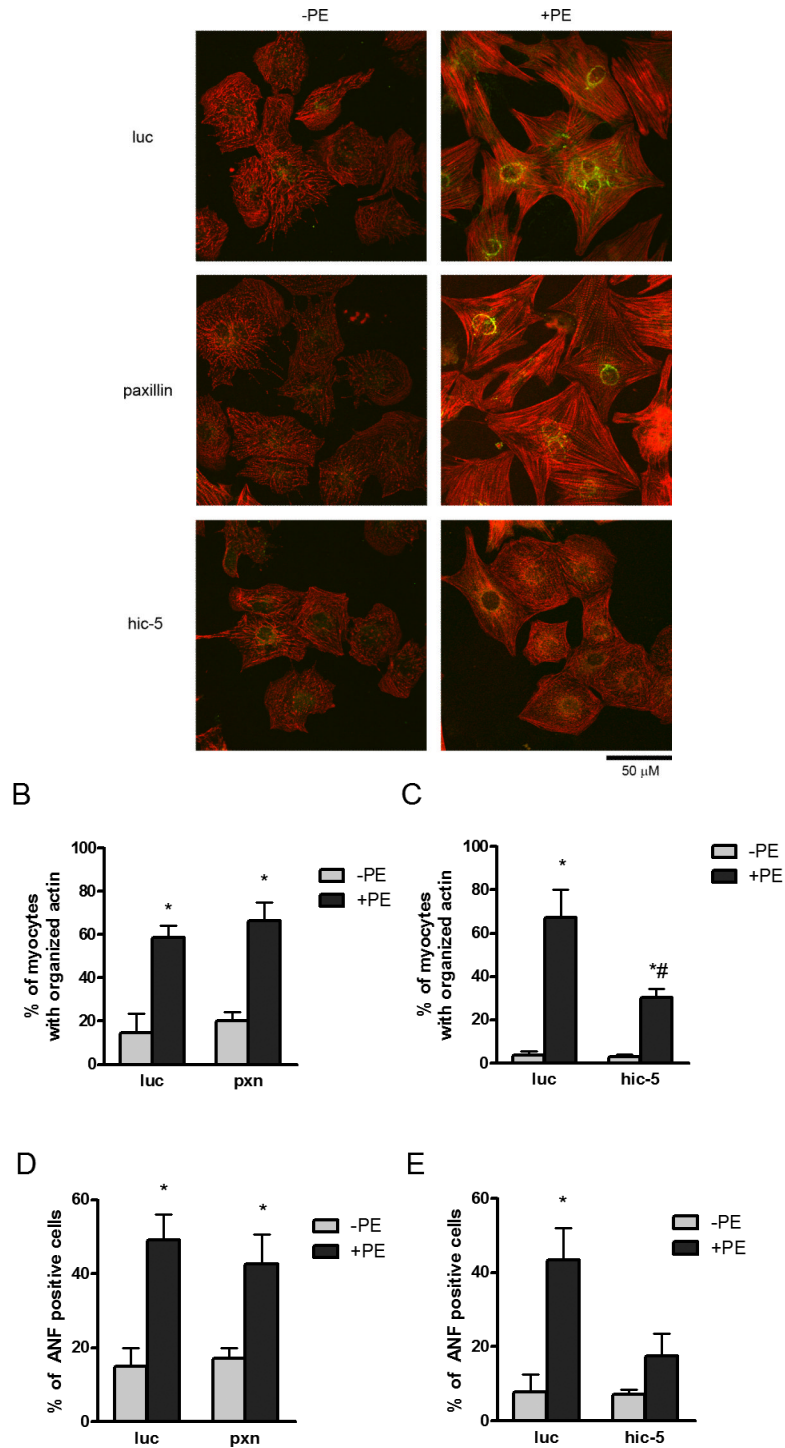 -PE +PE
luc
paxillin
hic-5
50 µM
B
% of myocytes
with organized actin
100
80
60
40
20
0
* *
luc pxn
-PE
+PE
C
% of myocytes
with organized actin
100
80
60
40
20
0
*
*#
luc hic-5
-PE
+PE
D
% of ANF positive cells
60
40
20
0
* *
luc pxn
-PE
+PE
E
% of ANF positive cells
60
40
20
0
*
luc hic-5
-PE
+PE